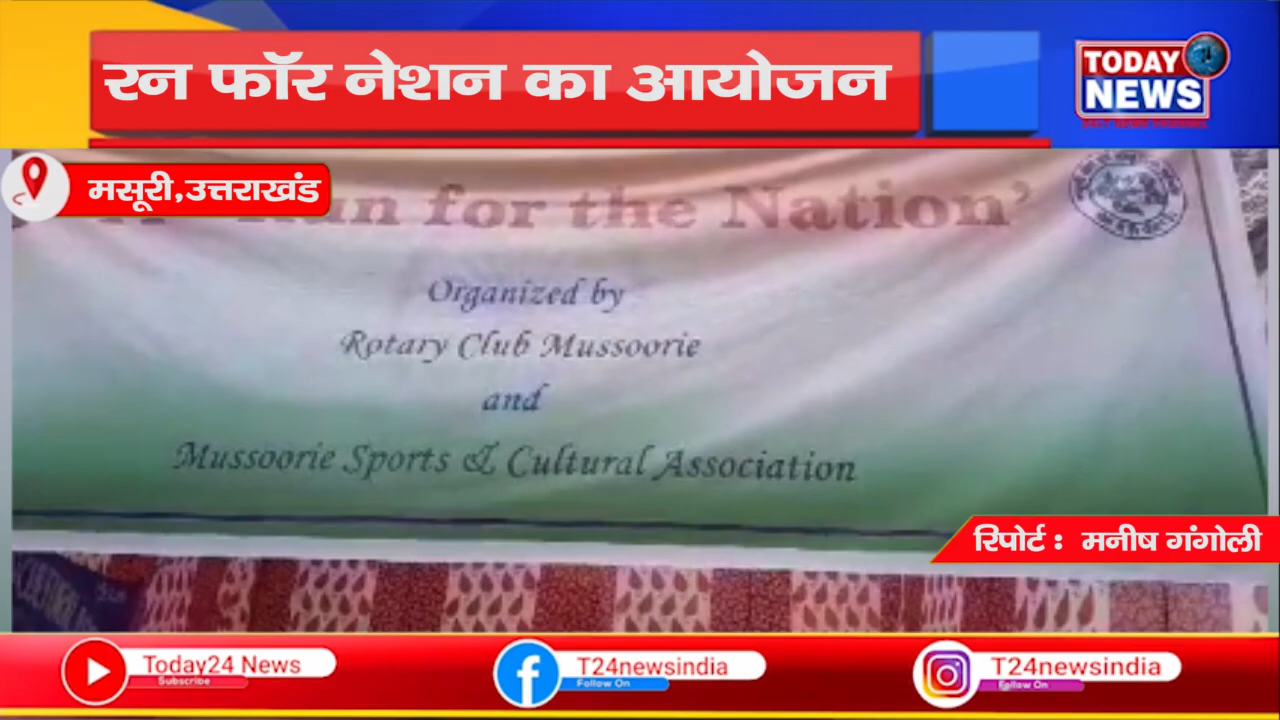 रन फॉर नेशन का आयोजन
TODAY
NEWS
मसूरी,उत्तराखंड
Run for the Nation’
Organized by
Rotary Club Mussoorie
and
Mussoorie Sports & Cultural Association
रिपोर्ट : मनीष गंगोली
Today24 News
Subscribe
T24newsindia
Follow On
T24newsindia
Follow On